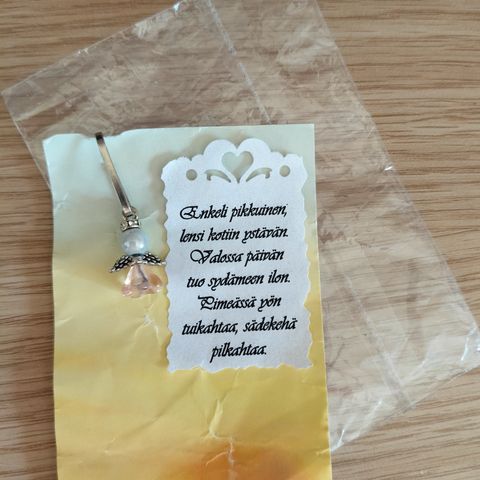 Enkeli pikkuinen,
lensi kotiin ystävän.
Valossa päivän
tuo sydämeen ilon.
Pimeässä yön
tuikahtaa, sädekehä
pilkahtaa.